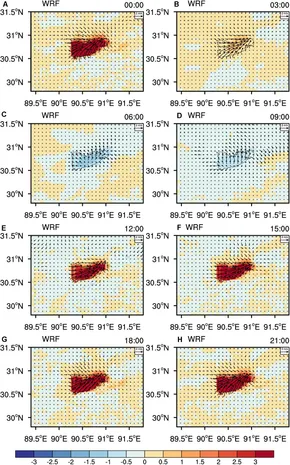 A WRF 00:00
B WRF 03:00
31.5°N 31.5°N
31°N 31°N
30.5°N 30.5°N
30°N 30°N
89.5°E 90°E 90.5°E 91°E 91.5°E 89.5°E 90°E 90.5°E 91°E 91.5°E
C WRF 06:00
D WRF 09:00
31.5°N 31.5°N
31°N 31°N
30.5°N 30.5°N
30°N 30°N
89.5°E 90°E 90.5°E 91°E 91.5°E 89.5°E 90°E 90.5°E 91°E 91.5°E
E WRF 12:00
F WRF 15:00
31.5°N 31.5°N
31°N 31°N
30.5°N 30.5°N
30°N 30°N
89.5°E 90°E 90.5°E 91°E 91.5°E 89.5°E 90°E 90.5°E 91°E 91.5°E
G WRF 18:00
H WRF 21:00
31.5°N 31.5°N
31°N 31°N
30.5°N 30.5°N
30°N 30°N
89.5°E 90°E 90.5°E 91°E 91.5°E 89.5°E 90°E 90.5°E 91°E 91.5°E
-3 -2.5 -2 -1.5 -1 -0.5 0 0.5 1 1.5 2 2.5 3